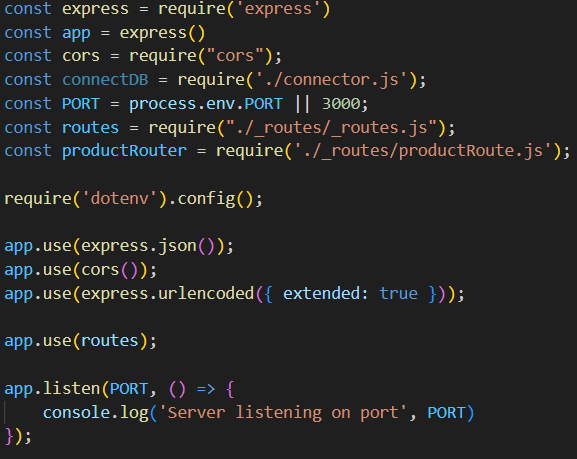 const express = require('express')
const app = express()
const cors = require("cors");
const connectDB = require('./connector.js');
const PORT = process.env.PORT || 3000;
const routes = require("./_routes/_routes.js");
const productRouter = require('./_routes/productRoute.js');
require('dotenv').config();
app.use(express.json());
app.use(cors());
app.use(express.urlencoded({ extended: true }));
app.use(routes);
app.listen(PORT, () => {
    console.log('Server listening on port', PORT)
});